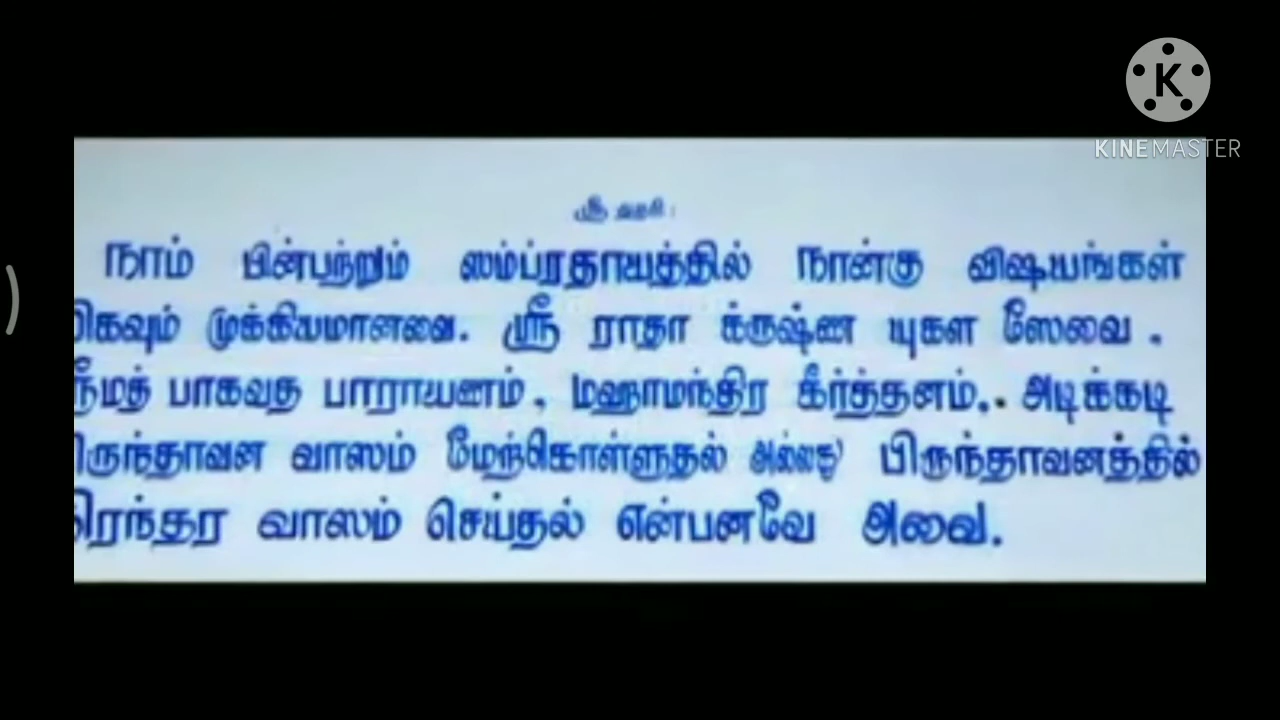 KINEMASTER
ஸ்ரீ ஹரி:
நாம் பின்பற்றும் ஸம்ப்ரதாயத்தில் நான்கு விஷயங்கள்
மிகவும் முக்கியமானவை. ஸ்ரீ ராதா க்ருஷ்ண யுகள ஸேவை .
ஸ்ரீமத் பாகவத பாராயணம் , மஹாமந்திர கீர்த்தனம், அடிக்கடி
பிருந்தாவன வாஸம் மேற்கொள்ளுதல் அல்லது பிருந்தாவனத்தில்
நிரந்தர வாஸம் செய்தல் என்பனவே அவை.